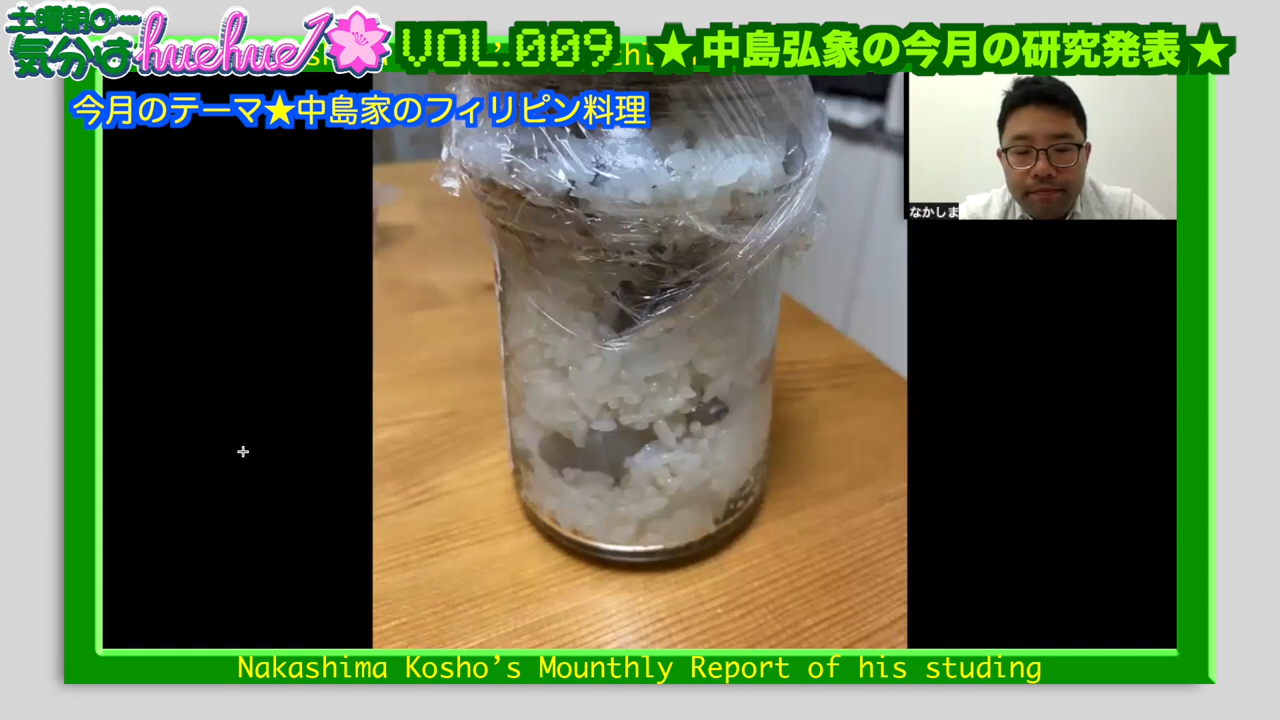 土曜朝の…
気分はhuehue♪
VOL.009
★中島弘象の今月の研究発表★
今月のテーマ★中島家のフィリピン料理
なかしま
Nakashima Kosho’s Mounthly Report of his studing